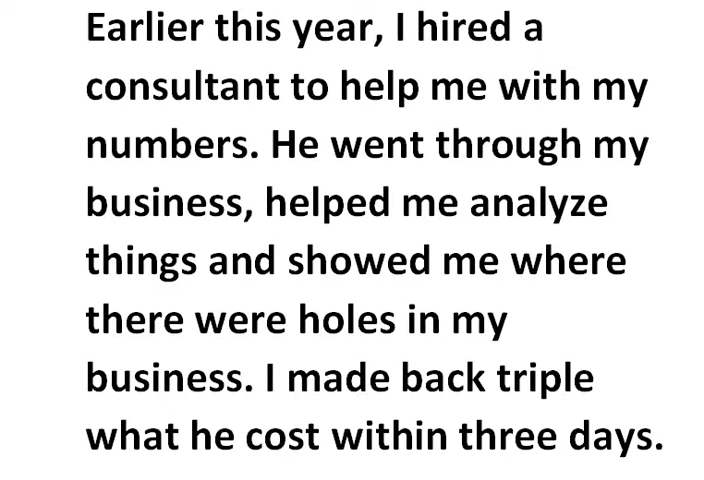 Earlier this year, I hired a
consultant to help me with my
numbers. He went through my
business, helped me analyze
things and showed me where
there were holes in my
business. I made back triple
what he cost within three days.